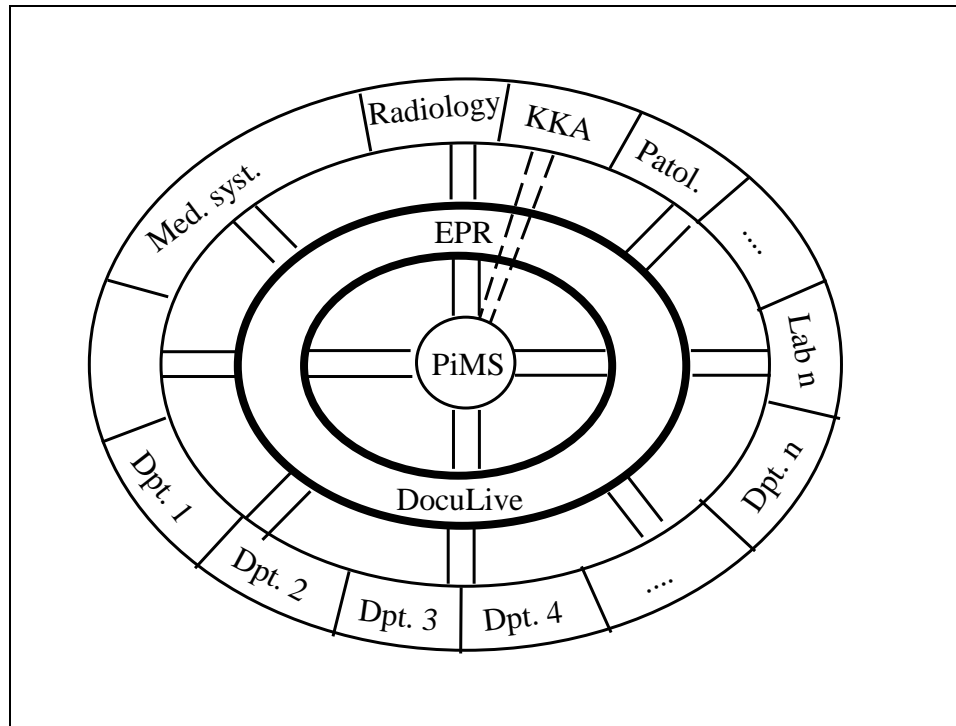 Radiology
KKA
Patol.
Med. syst.
....
EPR
Lab n
PiMS
Dpt. 1
Dpt. n
DocuLive
Dpt. 2
....
Dpt. 3
Dpt. 4